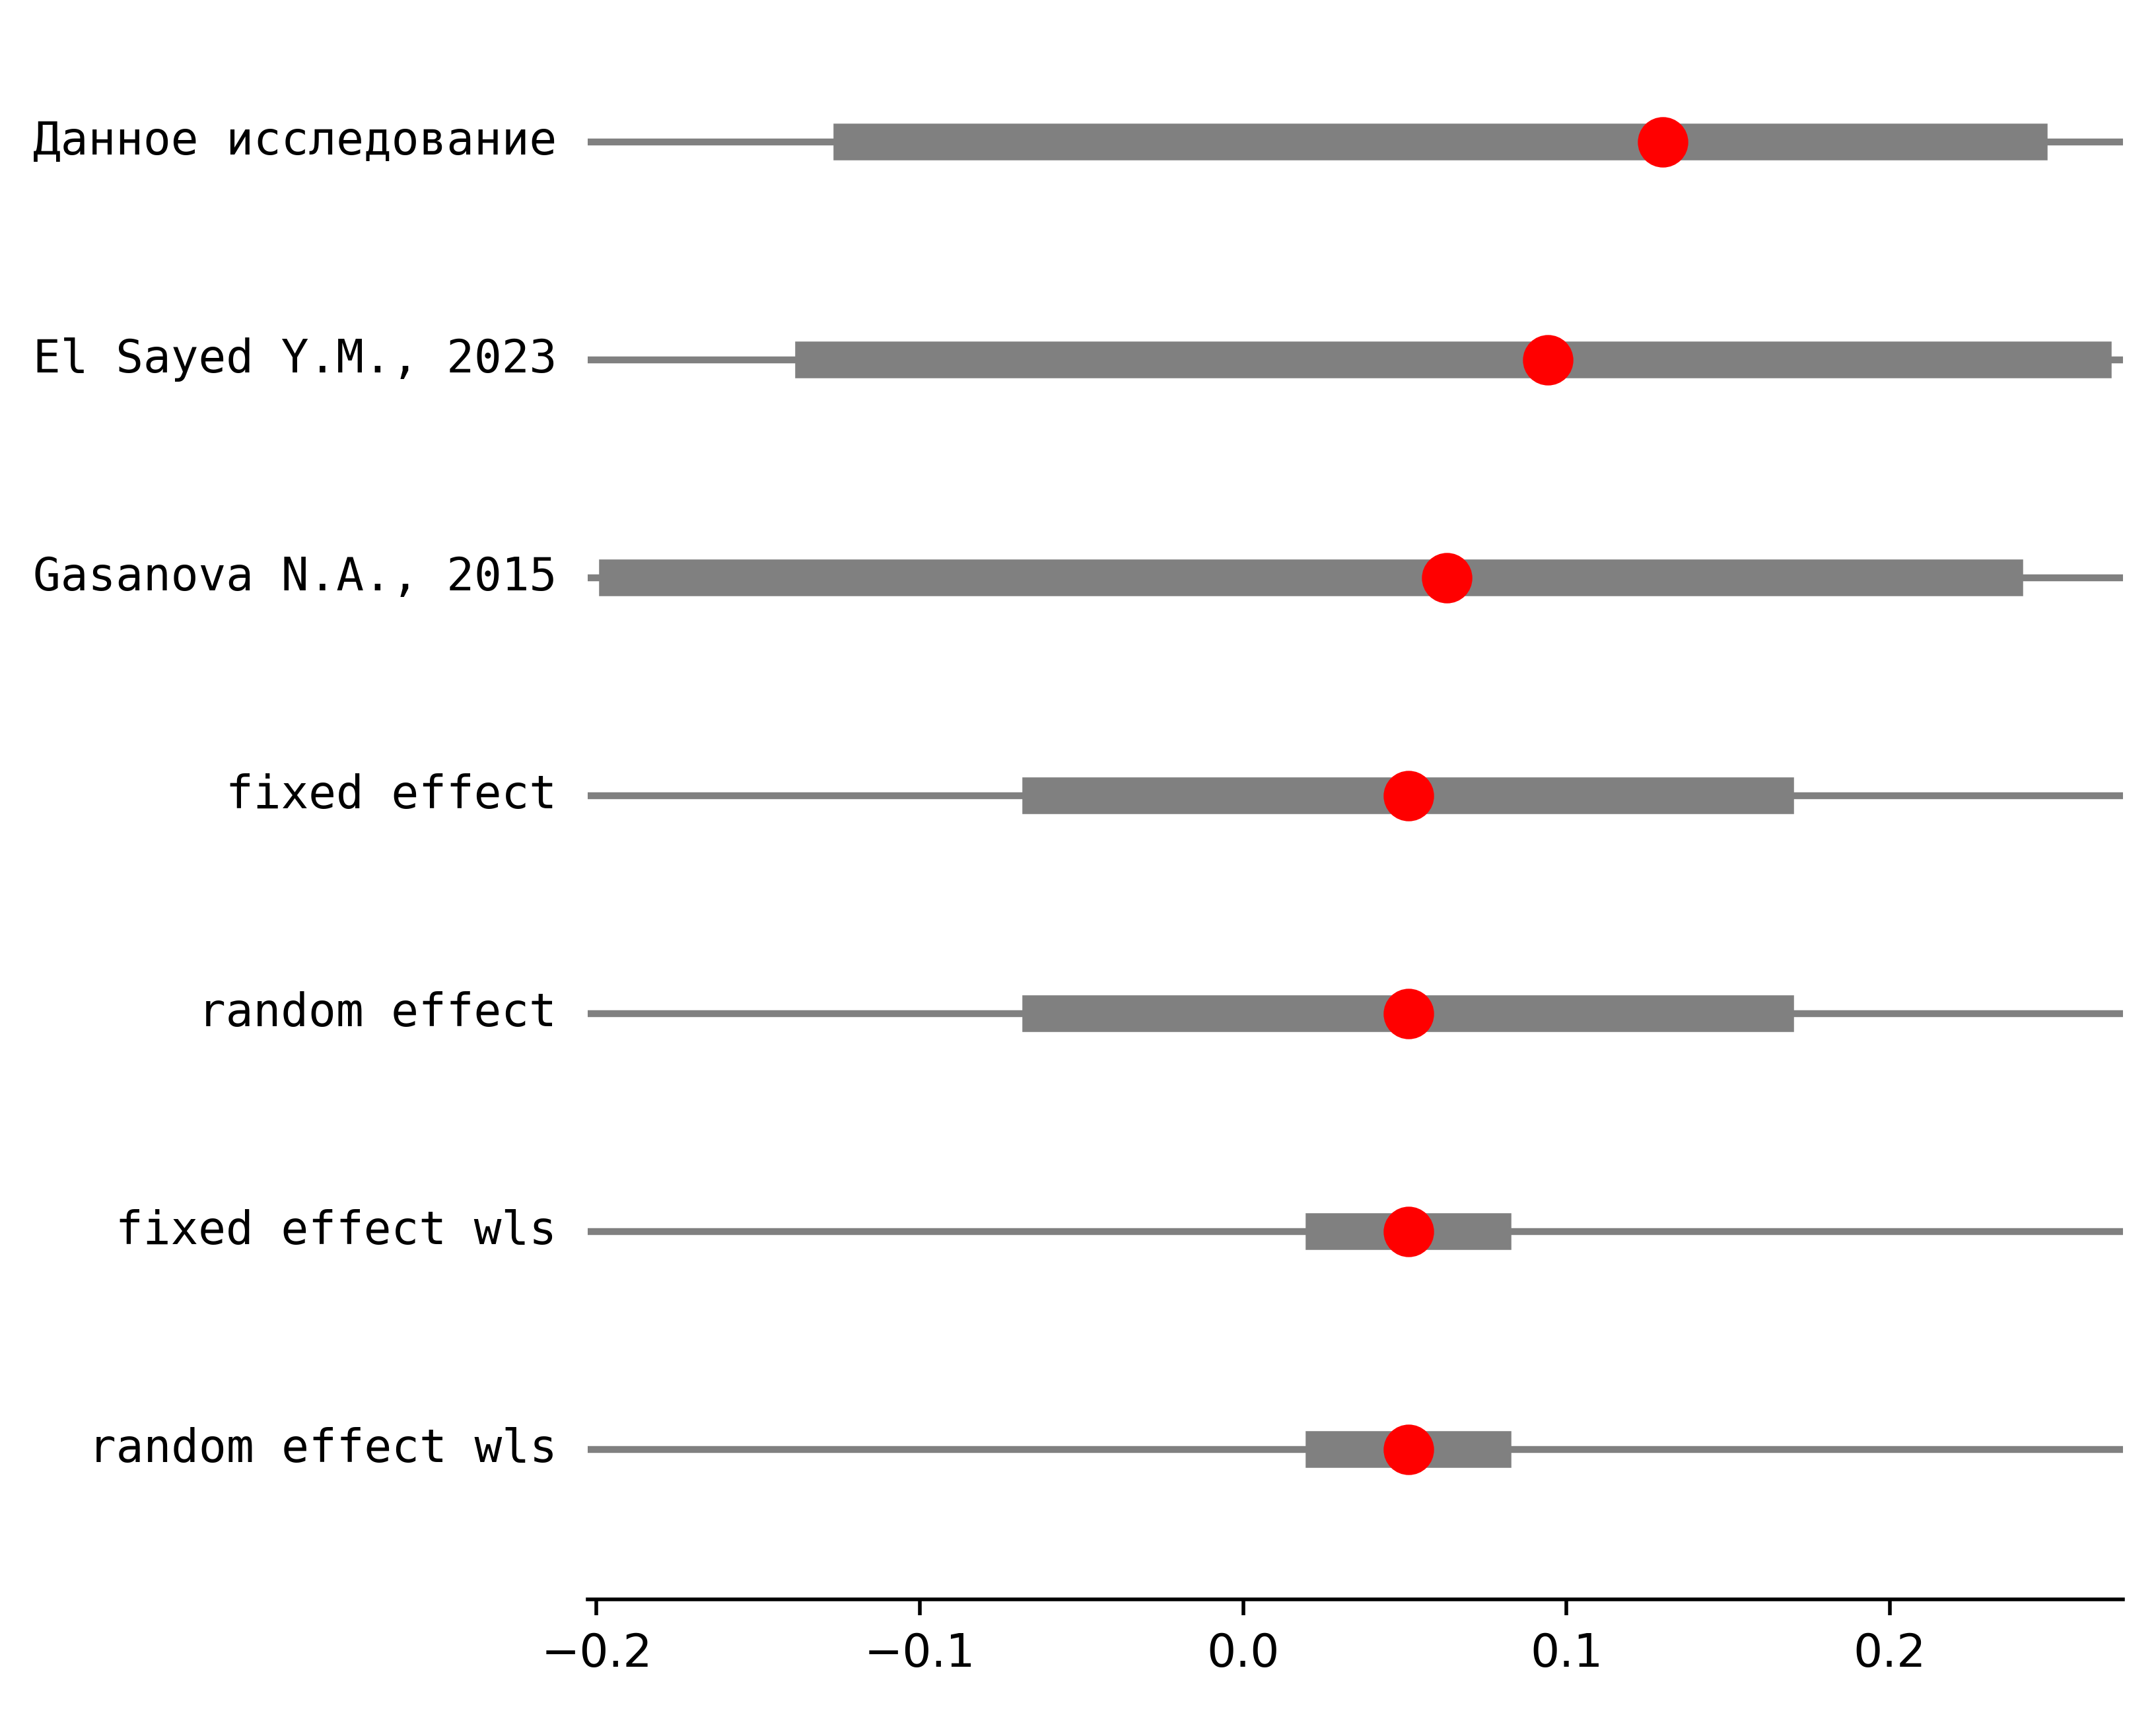 Данное исследование
El Sayed Y.M., 2023
Gasanova N.A., 2015
fixed effect
random effect
fixed effect wls
random effect wls
−0.2 −0.1 0.0 0.1 0.2